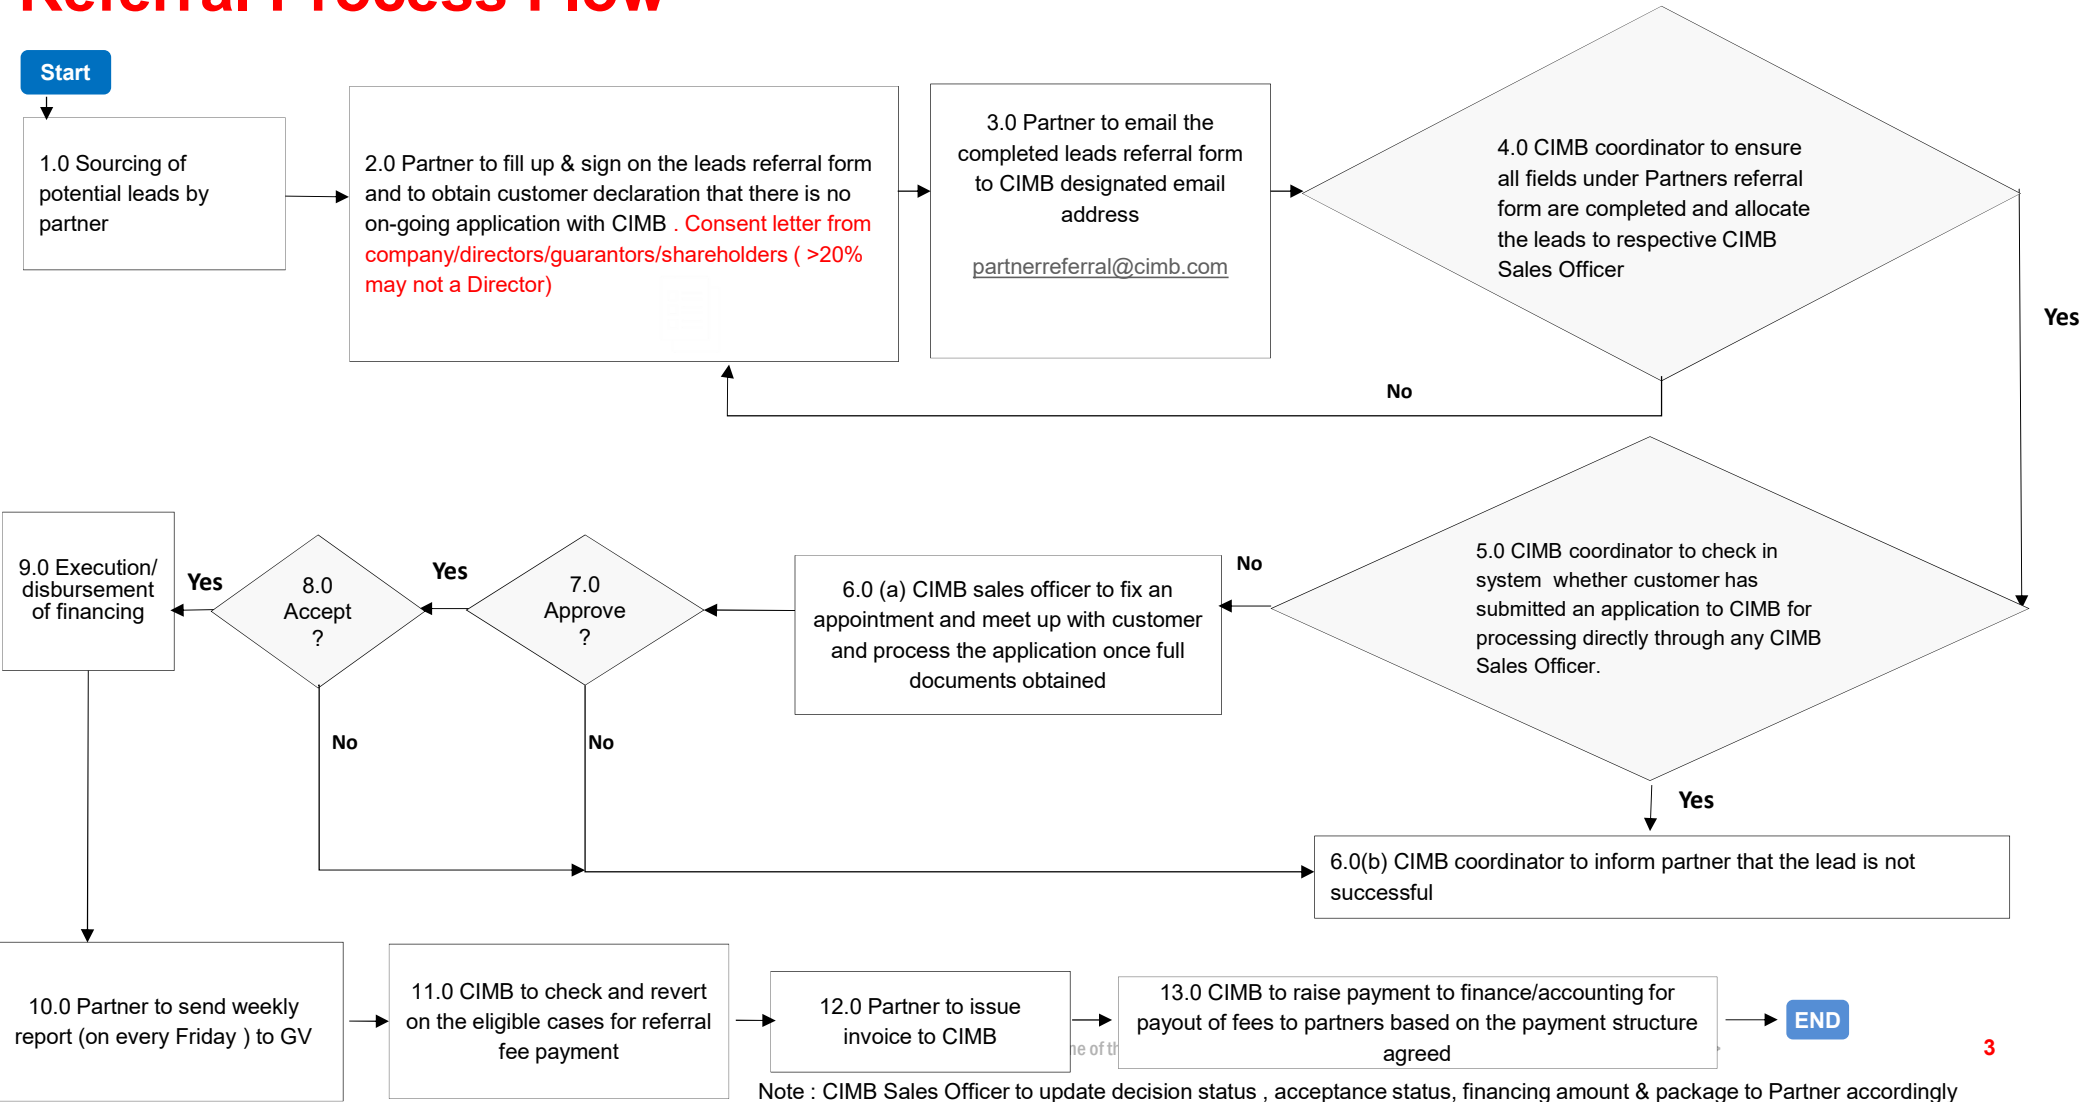 Referral Process Flow
Start
1.0 Sourcing of
potential leads by
partner
2.0 Partner to fill up & sign on the leads referral form
and to obtain customer declaration that there is no
on-going application with CIMB . Consent letter from
company/directors/guarantors/shareholders ( >20%
may not a Director)
3.0 Partner to email the
completed leads referral form
to CIMB designated email
address
partnerreferral@cimb.com
4.0 CIMB coordinator to ensure
all fields under Partners referral
form are completed and allocate
the leads to respective CIMB
Sales Officer
Yes
No
5.0 CIMB coordinator to check in
system whether customer has
submitted an application to CIMB for
processing directly through any CIMB
Sales Officer.
No
Yes
6.0 (a) CIMB sales officer to fix an
appointment and meet up with customer
and process the application once full
documents obtained
7.0
Approve
?
Yes
No
8.0
Accept
?
Yes
No
9.0 Execution/
disbursement
of financing
6.0(b) CIMB coordinator to inform partner that the lead is not
successful
10.0 Partner to send weekly
report (on every Friday ) to GV
11.0 CIMB to check and revert
on the eligible cases for referral
fee payment
12.0 Partner to issue
invoice to CIMB
13.0 CIMB to raise payment to finance/accounting for
payout of fees to partners based on the payment structure
agreed
END
of
3
Note : CIMB Sales Officer to update decision status , acceptance status, financing amount & package to Partner accordingly